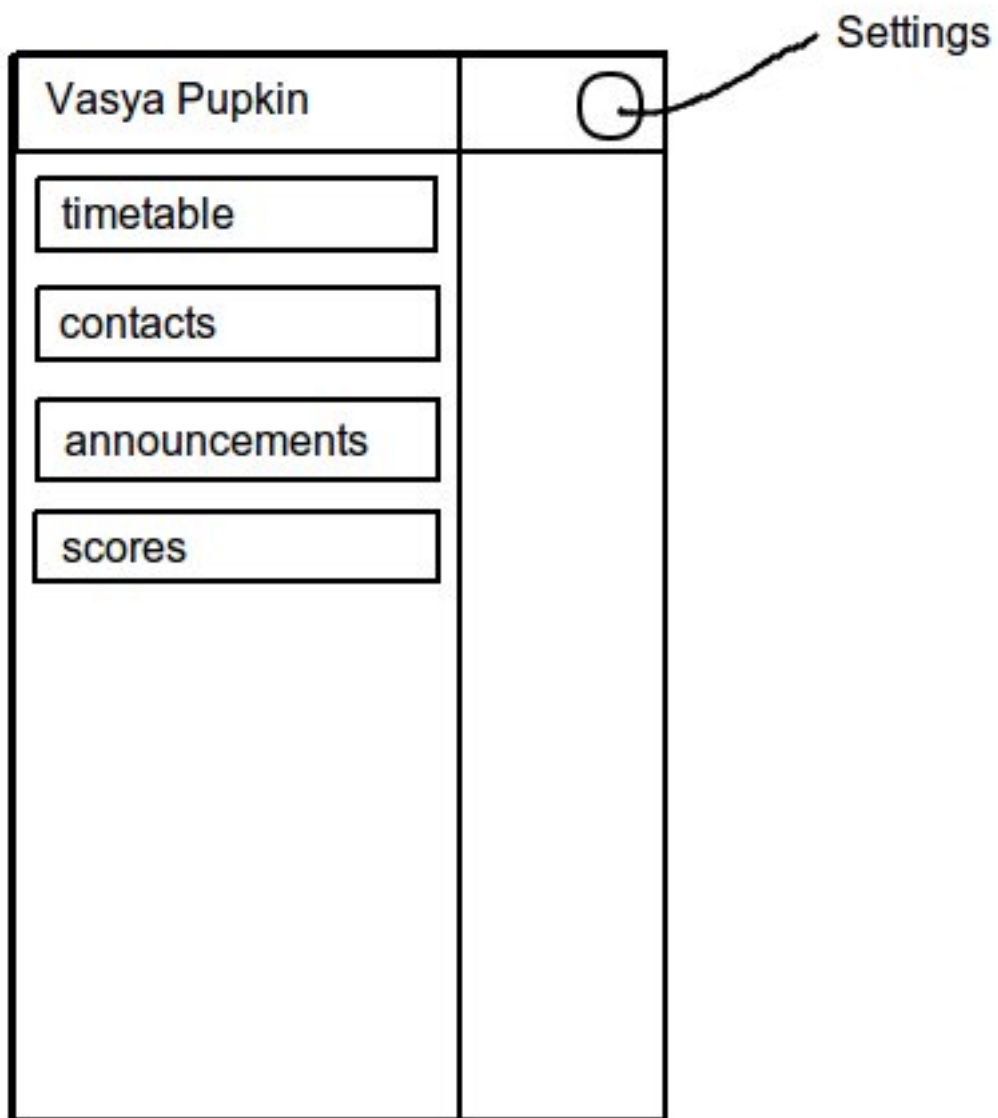 Settings
Vasya Pupkin
timetable
contacts
announcements
scores